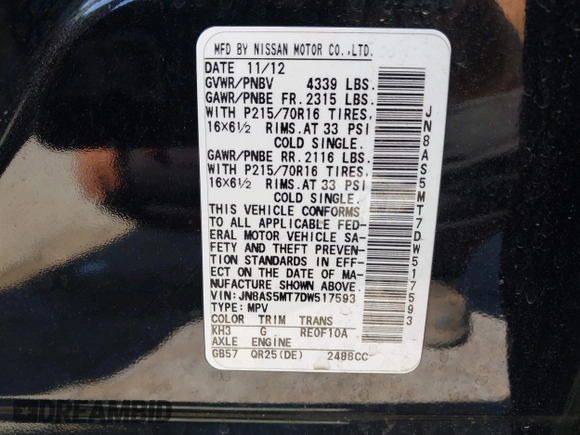 MFD BY NISSAN MOTOR CO.,LTD.
DATE 11/12
GVWR/PNBV 4339 LBS.
GAWR/PNBE FR. 2315 LBS.
WITH P215/70R16 TIRES,
16X6½ RIMS.AT 33 PSI
COLD SINGLE.
GAWR/PNBE RR. 2116 LBS.
WITH P215/70R16 TIRES,
16X6½ RIMS.AT 33 PSI
COLD SINGLE.
THIS VEHICLE CONFORMS
TO ALL APPLICABLE FED-
ERAL MOTOR VEHICLE SA-
FETY AND THEFT PREVEN-
TION STANDARDS IN EFF-
ECT ON THE DATE OF MA-
NUFACTURE SHOWN ABOVE.
VIN: JN8AS5MT7DW517593
TYPE: MPV
COLOR TRIM TRANS
KH3 G RE0F10A
AXLE ENGINE
GB57 QR25(DE) 2488CC
JN8AS5MT7DW517593
DREAMBID